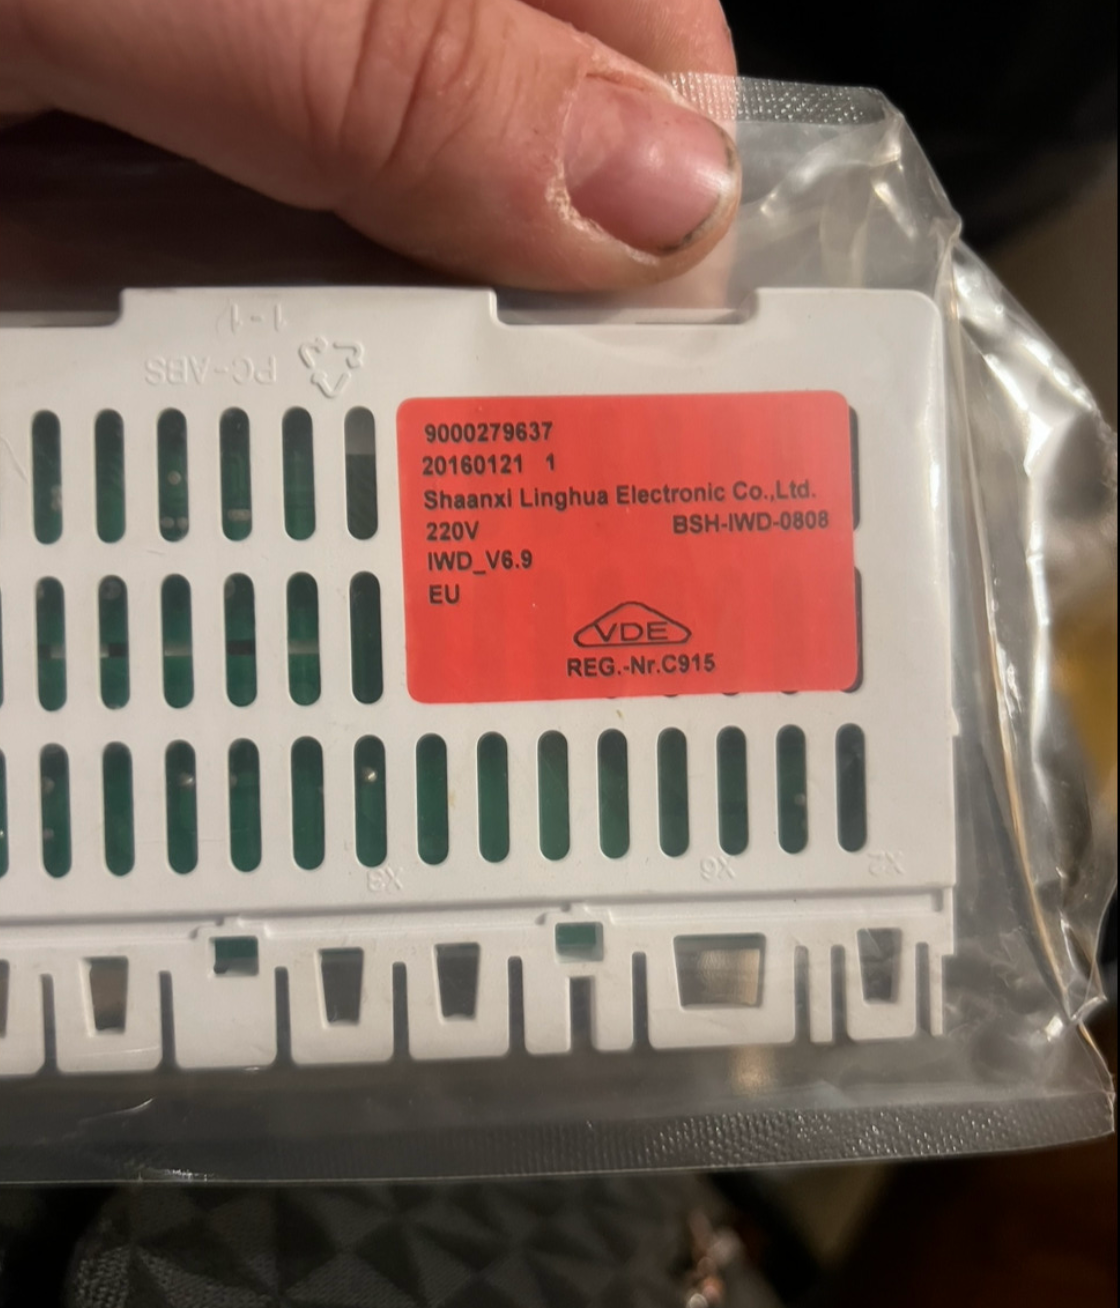 1-1
PC-ABS
9000279637
20160121 1
Shaanxi Linghua Electronic Co.,Ltd.
220V BSH-IWD-0808
IWD_V6.9
EU
VDE
REG.-Nr.C915
X3 X6 X2